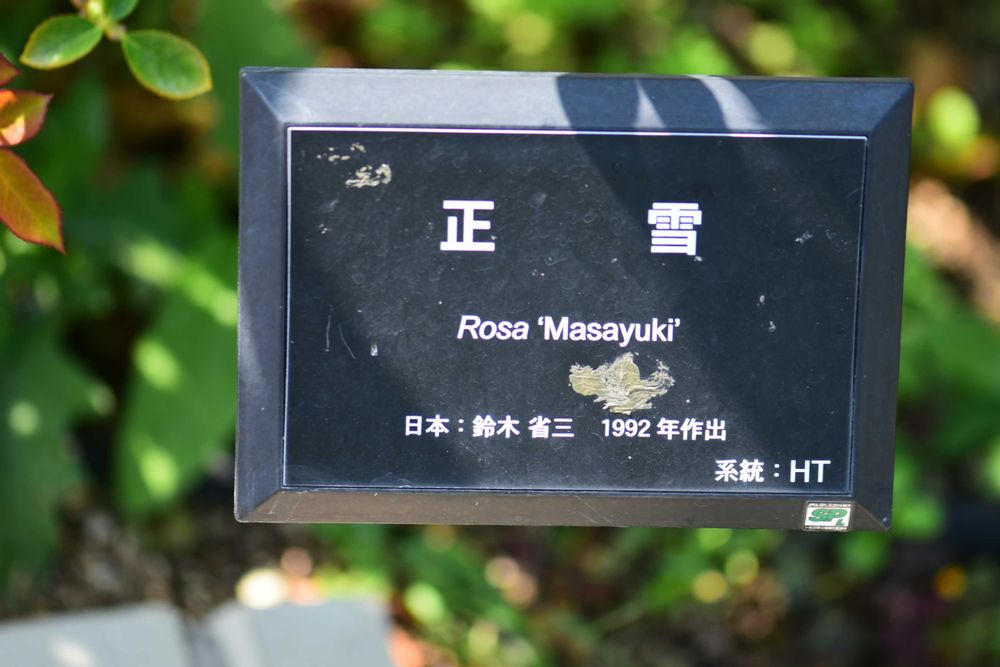 正 雪
Rosa ‘Masayuki’
日本：鈴木 省三 1992 年作出
系統：HT